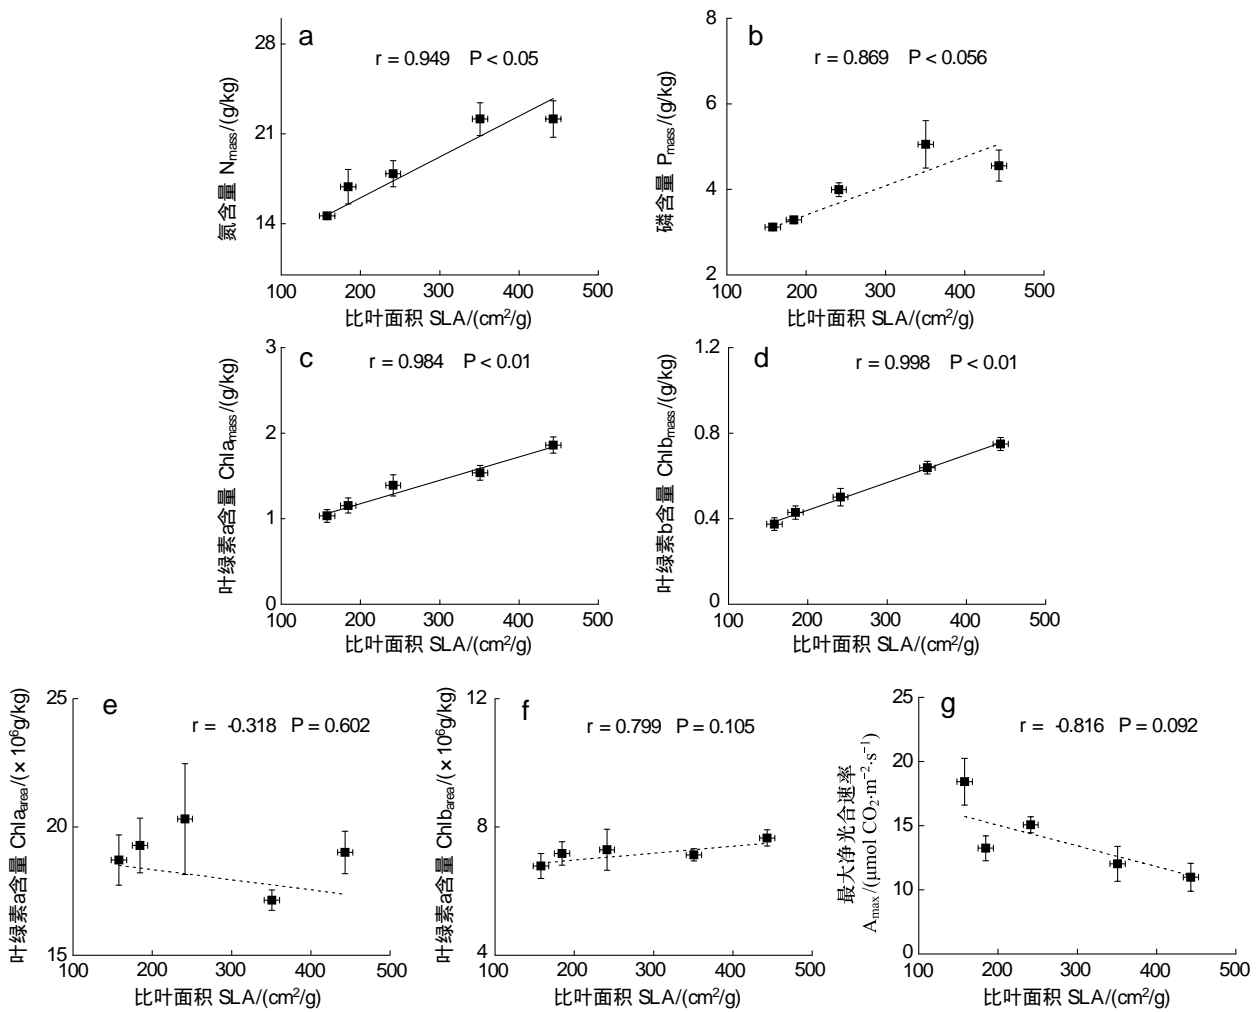 a
r = 0.949 P < 0.05
28
21
14
100 200 300 400 500
氮含量 Nmass/(g/kg)
比叶面积 SLA/(cm²/g)
b
r = 0.869 P < 0.056
8
6
4
2
100 200 300 400 500
磷含量 Pmass/(g/kg)
比叶面积 SLA/(cm²/g)
c
r = 0.984 P < 0.01
3
2
1
0
100 200 300 400 500
叶绿素a含量 Chlamass/(g/kg)
比叶面积 SLA/(cm²/g)
d
r = 0.998 P < 0.01
1.2
0.8
0.4
0
100 200 300 400 500
叶绿素b含量 Chlbmass/(g/kg)
比叶面积 SLA/(cm²/g)
e
r = -0.318 P = 0.602
25
20
15
100 200 300 400 500
叶绿素a含量 Chlaarea/(×10⁶g/kg)
比叶面积 SLA/(cm²/g)
f
r = 0.799 P = 0.105
12
8
4
100 200 300 400 500
叶绿素a含量 Chlbarea/(×10⁶g/kg)
比叶面积 SLA/(cm²/g)
g
r = -0.816 P = 0.092
25
20
15
10
0
100 200 300 400 500
最大净光合速率
Amax/(μmol CO₂·m⁻²·s⁻¹)
比叶面积 SLA/(cm²/g)